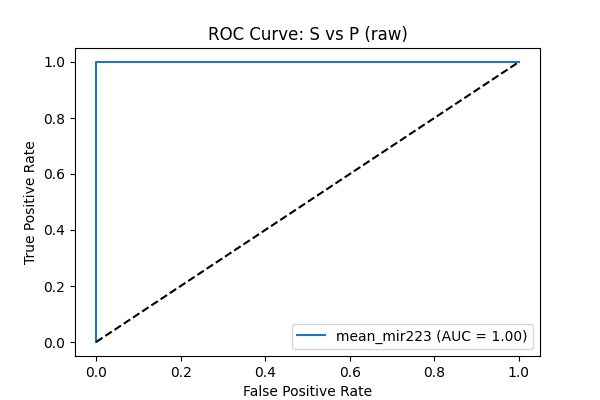 ROC Curve: S vs P (raw)
True Positive Rate
1.0
0.8
0.6
0.4
0.2
0.0
mean_mir223 (AUC = 1.00)
0.0 0.2 0.4 0.6 0.8 1.0
False Positive Rate